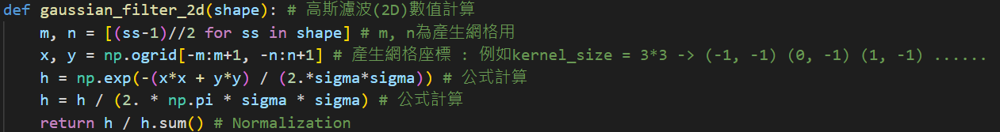 def gaussian_filter_2d(shape): # 高斯濾波(2D)數值計算
    m, n = [(ss-1)//2 for ss in shape] # m, n為產生網格用
    x, y = np.ogrid[-m:m+1, -n:n+1] # 產生網格座標 : 例如kernel_size = 3*3 -> (-1, -1) (0, -1) (1, -1) ......
    h = np.exp(-(x*x + y*y) / (2.*sigma*sigma)) # 公式計算
    h = h / (2. * np.pi * sigma * sigma) # 公式計算
    return h / h.sum() # Normalization